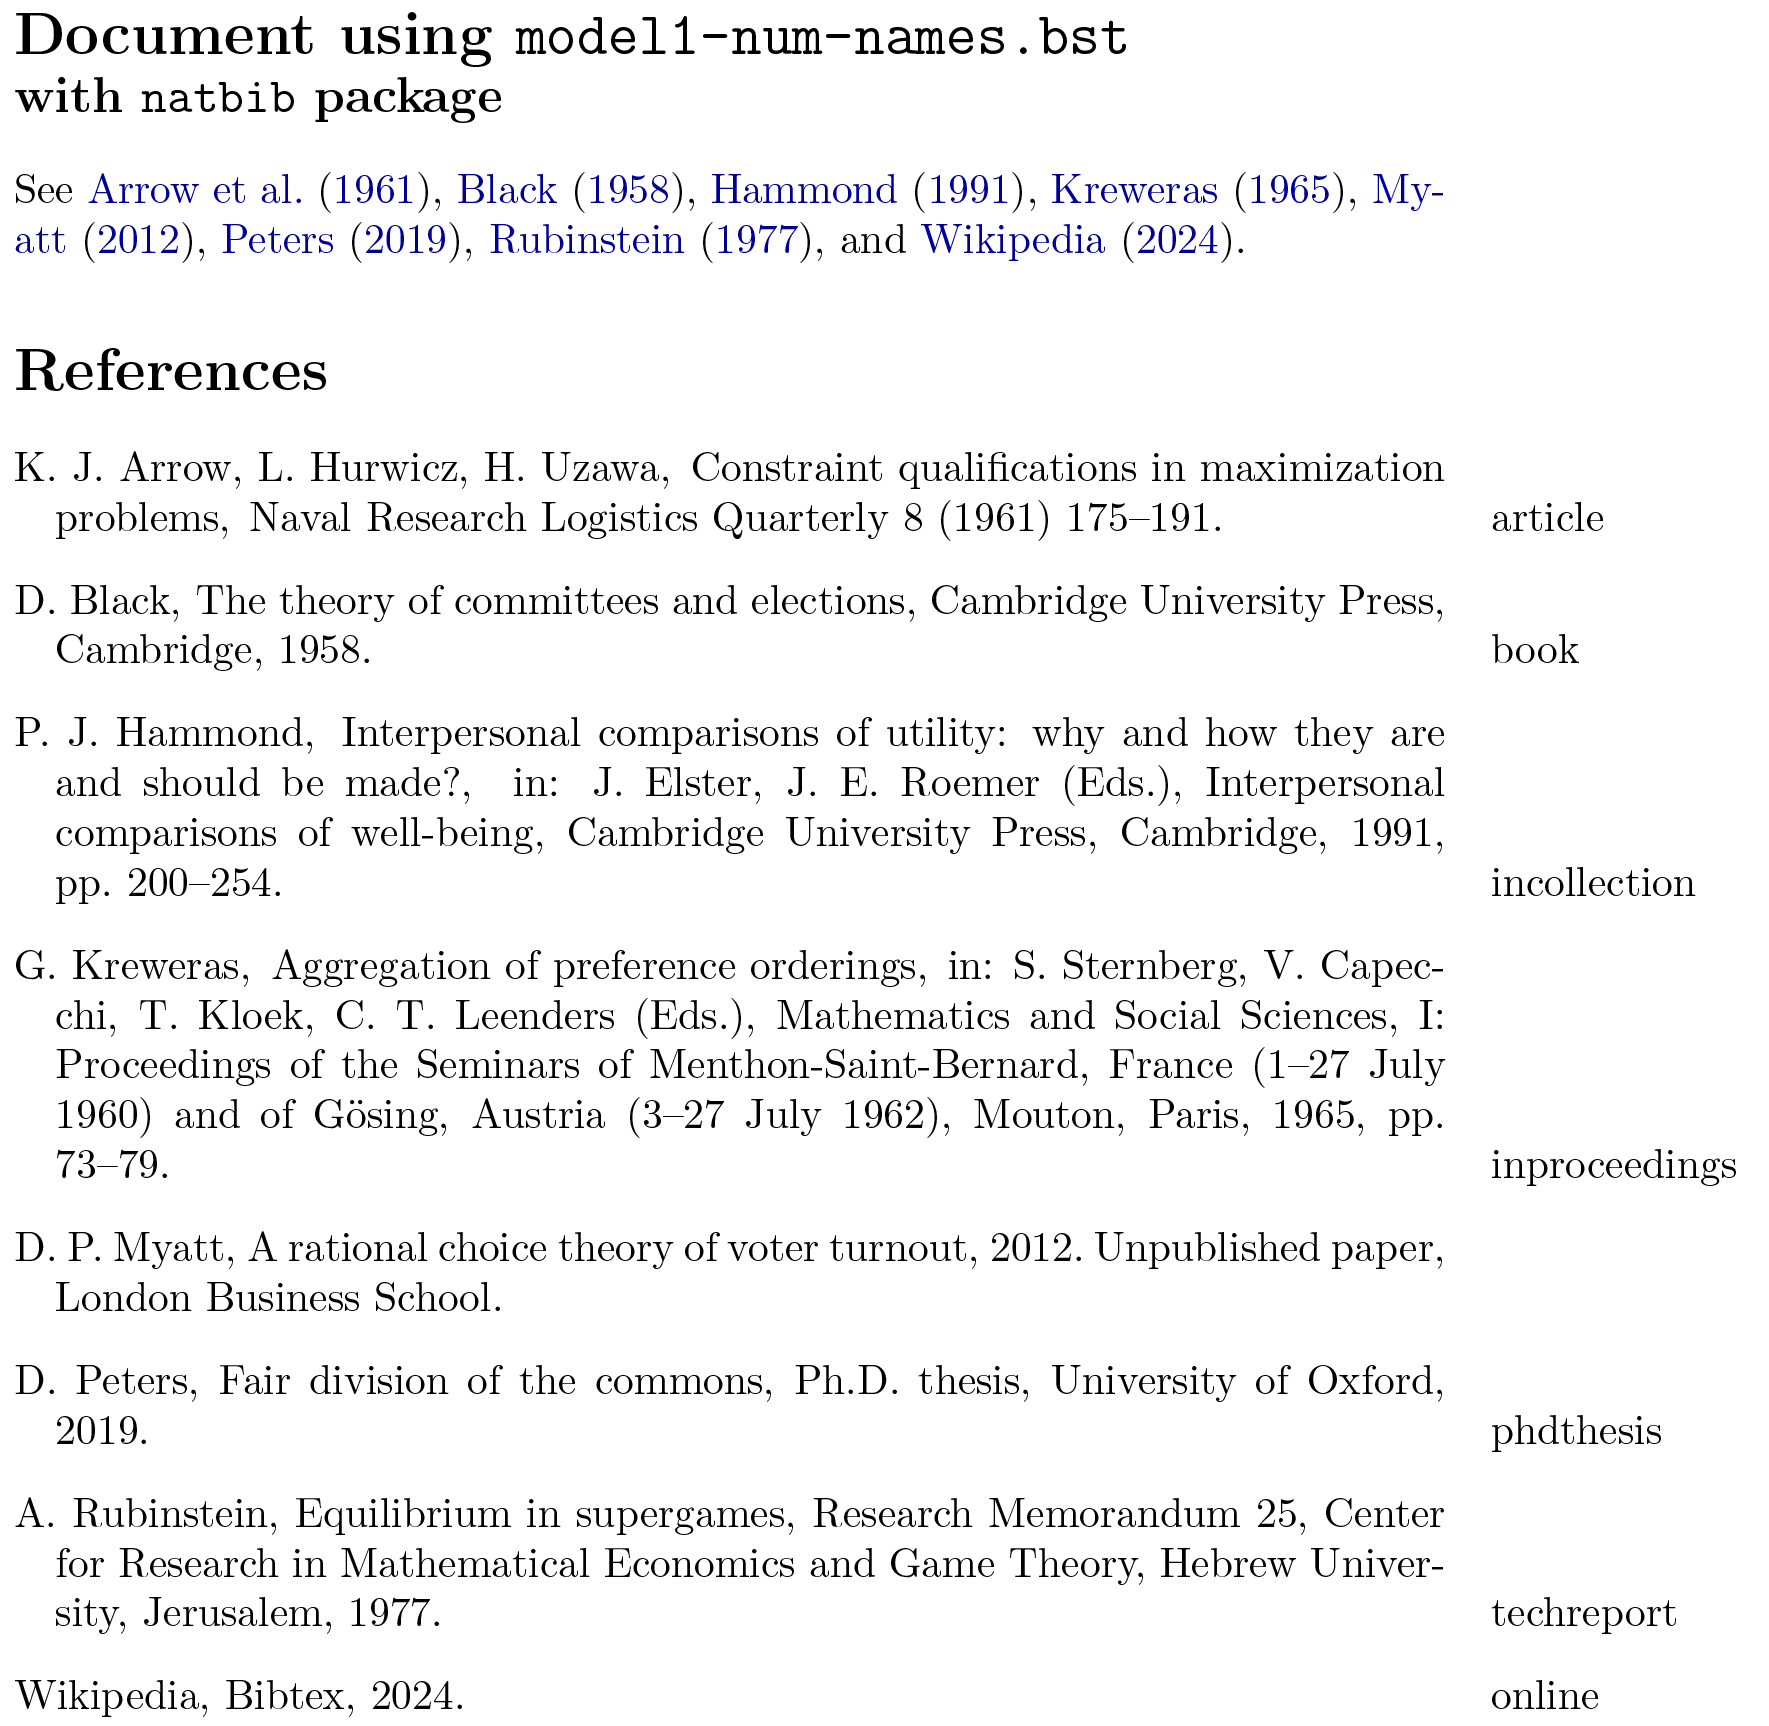 Document using model1-num-names.bst
with natbib package
See Arrow et al. (1961), Black (1958), Hammond (1991), Kreweras (1965), My-
att (2012), Peters (2019), Rubinstein (1977), and Wikipedia (2024).
References
K. J. Arrow, L. Hurwicz, H. Uzawa, Constraint qualifications in maximization
problems, Naval Research Logistics Quarterly 8 (1961) 175–191. article
D. Black, The theory of committees and elections, Cambridge University Press,
Cambridge, 1958. book
P. J. Hammond, Interpersonal comparisons of utility: why and how they are
and should be made?, in: J. Elster, J. E. Roemer (Eds.), Interpersonal
comparisons of well-being, Cambridge University Press, Cambridge, 1991,
pp. 200–254. incollection
G. Kreweras, Aggregation of preference orderings, in: S. Sternberg, V. Capec-
chi, T. Kloek, C. T. Leenders (Eds.), Mathematics and Social Sciences, I:
Proceedings of the Seminars of Menthon-Saint-Bernard, France (1–27 July
1960) and of Gösing, Austria (3–27 July 1962), Mouton, Paris, 1965, pp.
73–79. inproceedings
D. P. Myatt, A rational choice theory of voter turnout, 2012. Unpublished paper,
London Business School.
D. Peters, Fair division of the commons, Ph.D. thesis, University of Oxford,
2019. phdthesis
A. Rubinstein, Equilibrium in supergames, Research Memorandum 25, Center
for Research in Mathematical Economics and Game Theory, Hebrew Univer-
sity, Jerusalem, 1977. techreport
Wikipedia, Bibtex, 2024. online